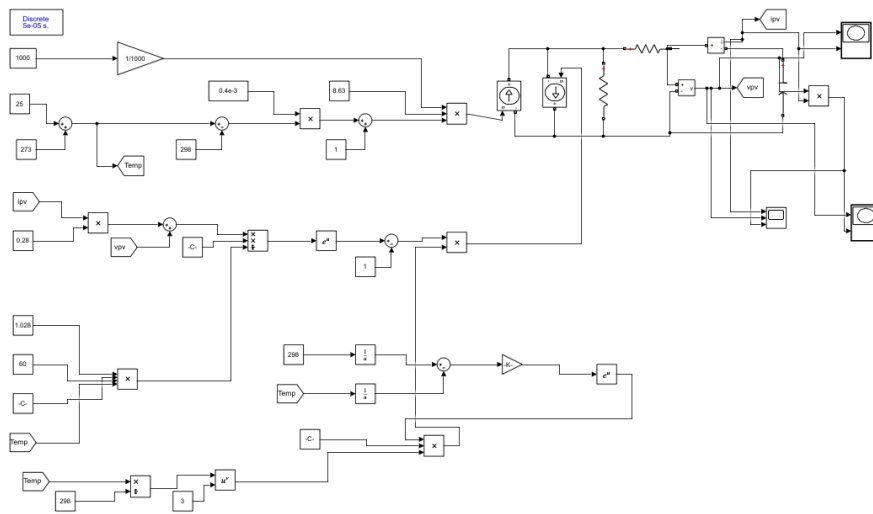 Discrete
5e-05 s.
ipv
1000
1/1000
25
0.4e-3
8.63
vpv
273
298
1
Temp
ipv
0.28
vpv
-C-
e^u
1
1.028
60
-C-
Temp
298
1/u
-K-
e^u
Temp
1/u
-C-
Temp
298
3
u^v